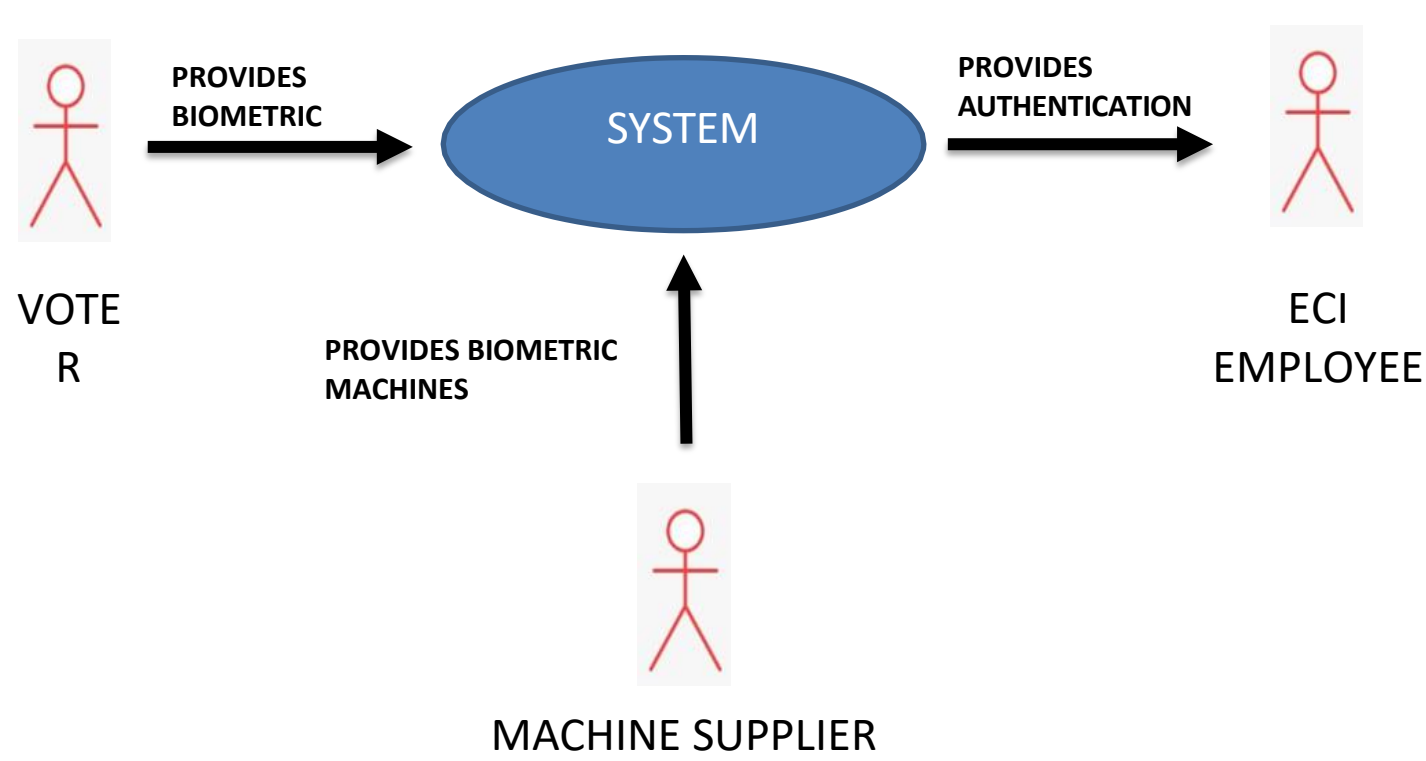 PROVIDES
BIOMETRIC
SYSTEM
PROVIDES
AUTHENTICATION
VOTE
R
PROVIDES BIOMETRIC
MACHINES
ECI
EMPLOYEE
MACHINE SUPPLIER